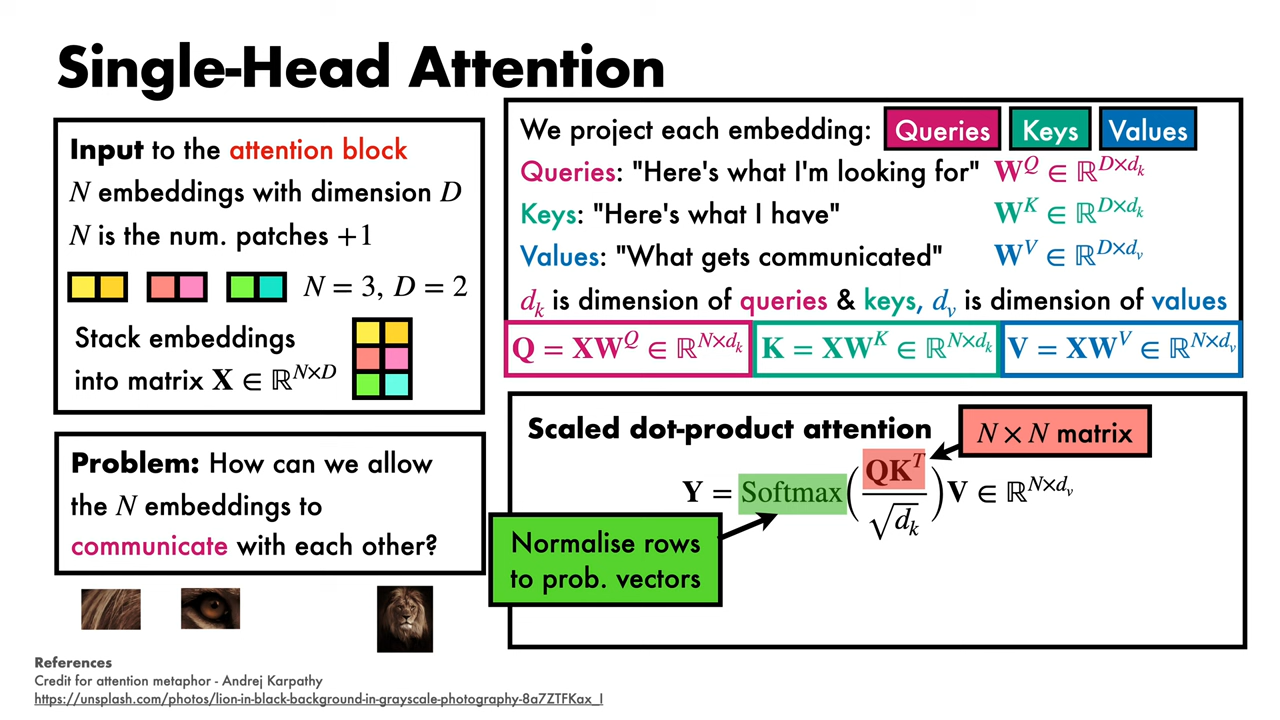 Single-Head Attention
Input to the attention block
N embeddings with dimension D
N is the num. patches +1
N = 3, D = 2
Stack embeddings
into matrix X ∈ ℝ^{N×D}
Problem: How can we allow
the N embeddings to
communicate with each other?
We project each embedding: Queries Keys Values
Queries: "Here's what I'm looking for" W^Q ∈ ℝ^{D×d_k}
Keys: "Here's what I have" W^K ∈ ℝ^{D×d_k}
Values: "What gets communicated" W^V ∈ ℝ^{D×d_v}
d_k is dimension of queries & keys, d_v is dimension of values
Q = XW^Q ∈ ℝ^{N×d_k} K = XW^K ∈ ℝ^{N×d_k} V = XW^V ∈ ℝ^{N×d_v}
Scaled dot-product attention
N × N matrix
Y = Softmax(QK^T / √d_k)V ∈ ℝ^{N×d_v}
Normalise rows
to prob. vectors
References
Credit for attention metaphor - Andrej Karpathy
https://unsplash.com/photos/lion-in-black-background-in-grayscale-photography-8a7ZTFKax_I